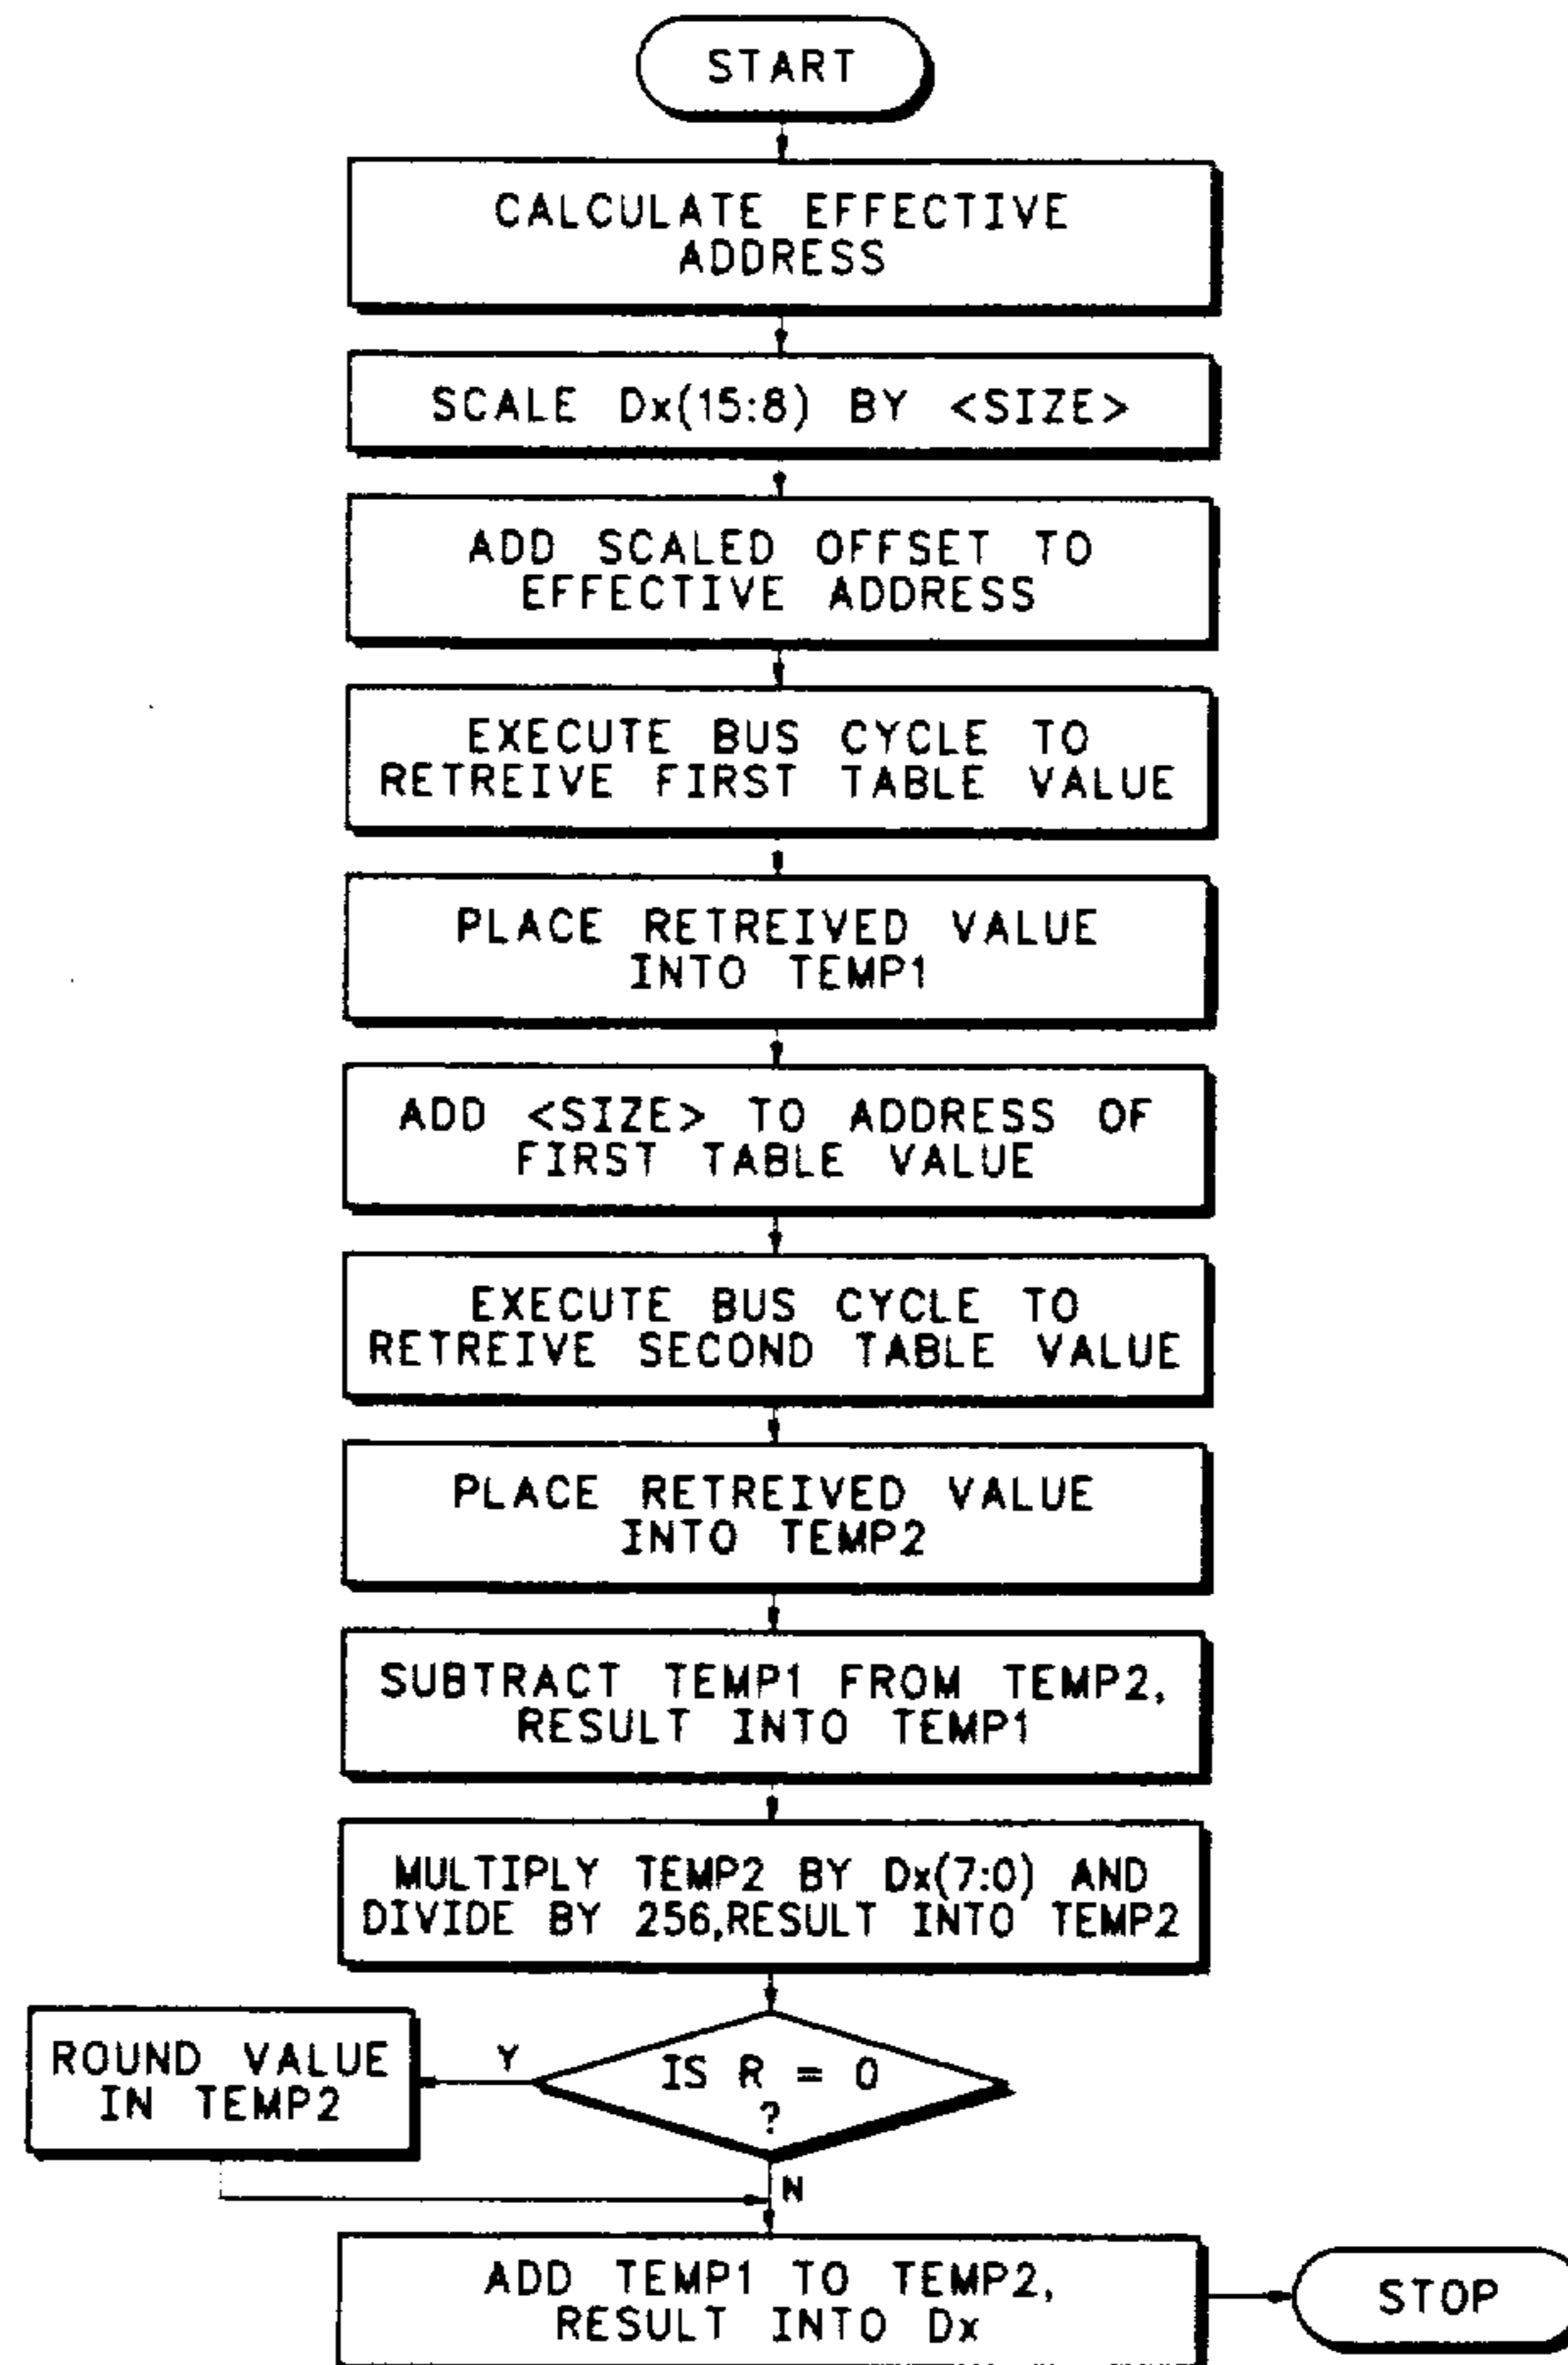 START
CALCULATE EFFECTIVE
ADDRESS
SCALE Dx(15:8) BY <SIZE>
ADD SCALED OFFSET TO
EFFECTIVE ADDRESS
EXECUTE BUS CYCLE TO
RETREIVE FIRST TABLE VALUE
PLACE RETREIVED VALUE
INTO TEMP1
ADD <SIZE> TO ADDRESS OF
FIRST TABLE VALUE
EXECUTE BUS CYCLE TO
RETREIVE SECOND TABLE VALUE
PLACE RETREIVED VALUE
INTO TEMP2
SUBTRACT TEMP1 FROM TEMP2,
RESULT INTO TEMP1
MULTIPLY TEMP2 BY Dx(7:0) AND
DIVIDE BY 256,RESULT INTO TEMP2
IS R = 0
?
Y
ROUND VALUE
IN TEMP2
N
ADD TEMP1 TO TEMP2,
RESULT INTO Dx
STOP